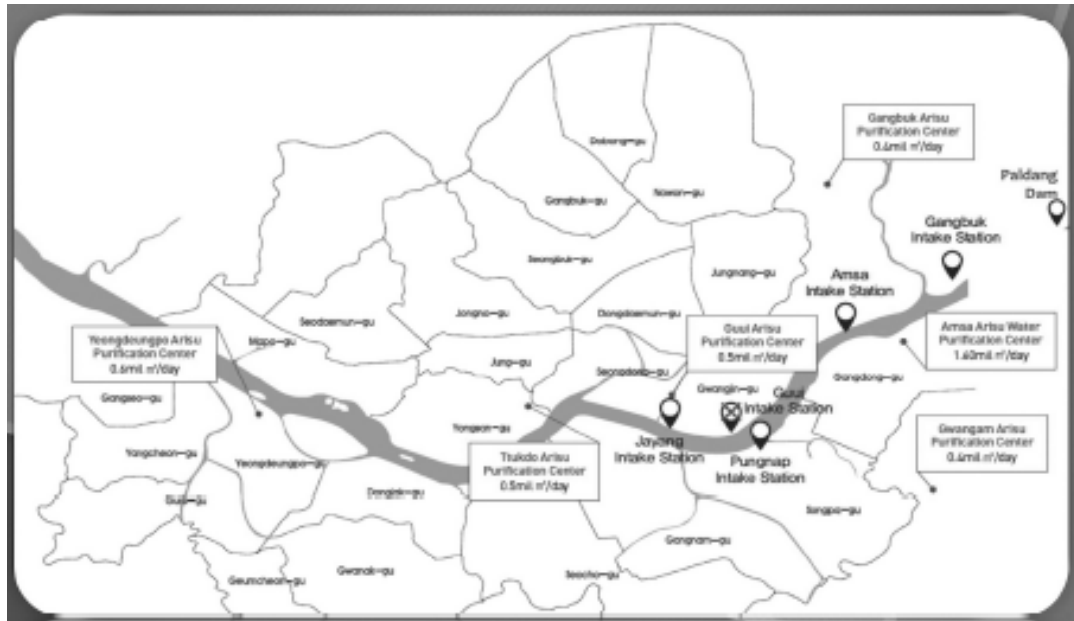 Gangbuk Arisu
Purification Center
0.4mil ㎥/day
Paldang
Dam
Dobong-gu
Gangbuk-gu
Nowon-gu
Gangbuk
Intake Station
Seongbuk-gu
Jungnang-gu
Amsa
Intake Station
Jongno-gu
Dongdaemun-gu
Seodaemun-gu
Yeongdeungpo Arisu
Purification Center
0.6mil ㎥/day
Mapo-gu
Guui Arisu
Purification Center
0.5mil ㎥/day
Amsa Arisu Water
Purification Center
1.60mil ㎥/day
Jung-gu
Seongdong-gu
Gangdong-gu
Gangseo-gu
Gwangjin-gu
Guui
Intake Station
Yongsan-gu
Jayang
Intake Station
Gwangam Arisu
Purification Center
0.4mil ㎥/day
Yangcheon-gu
Yeongdeungpo-gu
Ttukdo Arisu
Purification Center
0.5mil ㎥/day
Pungnap
Intake Station
Dongjak-gu
Guro-gu
Songpa-gu
Gangnam-gu
Geumcheon-gu
Gwanak-gu
Seocho-gu